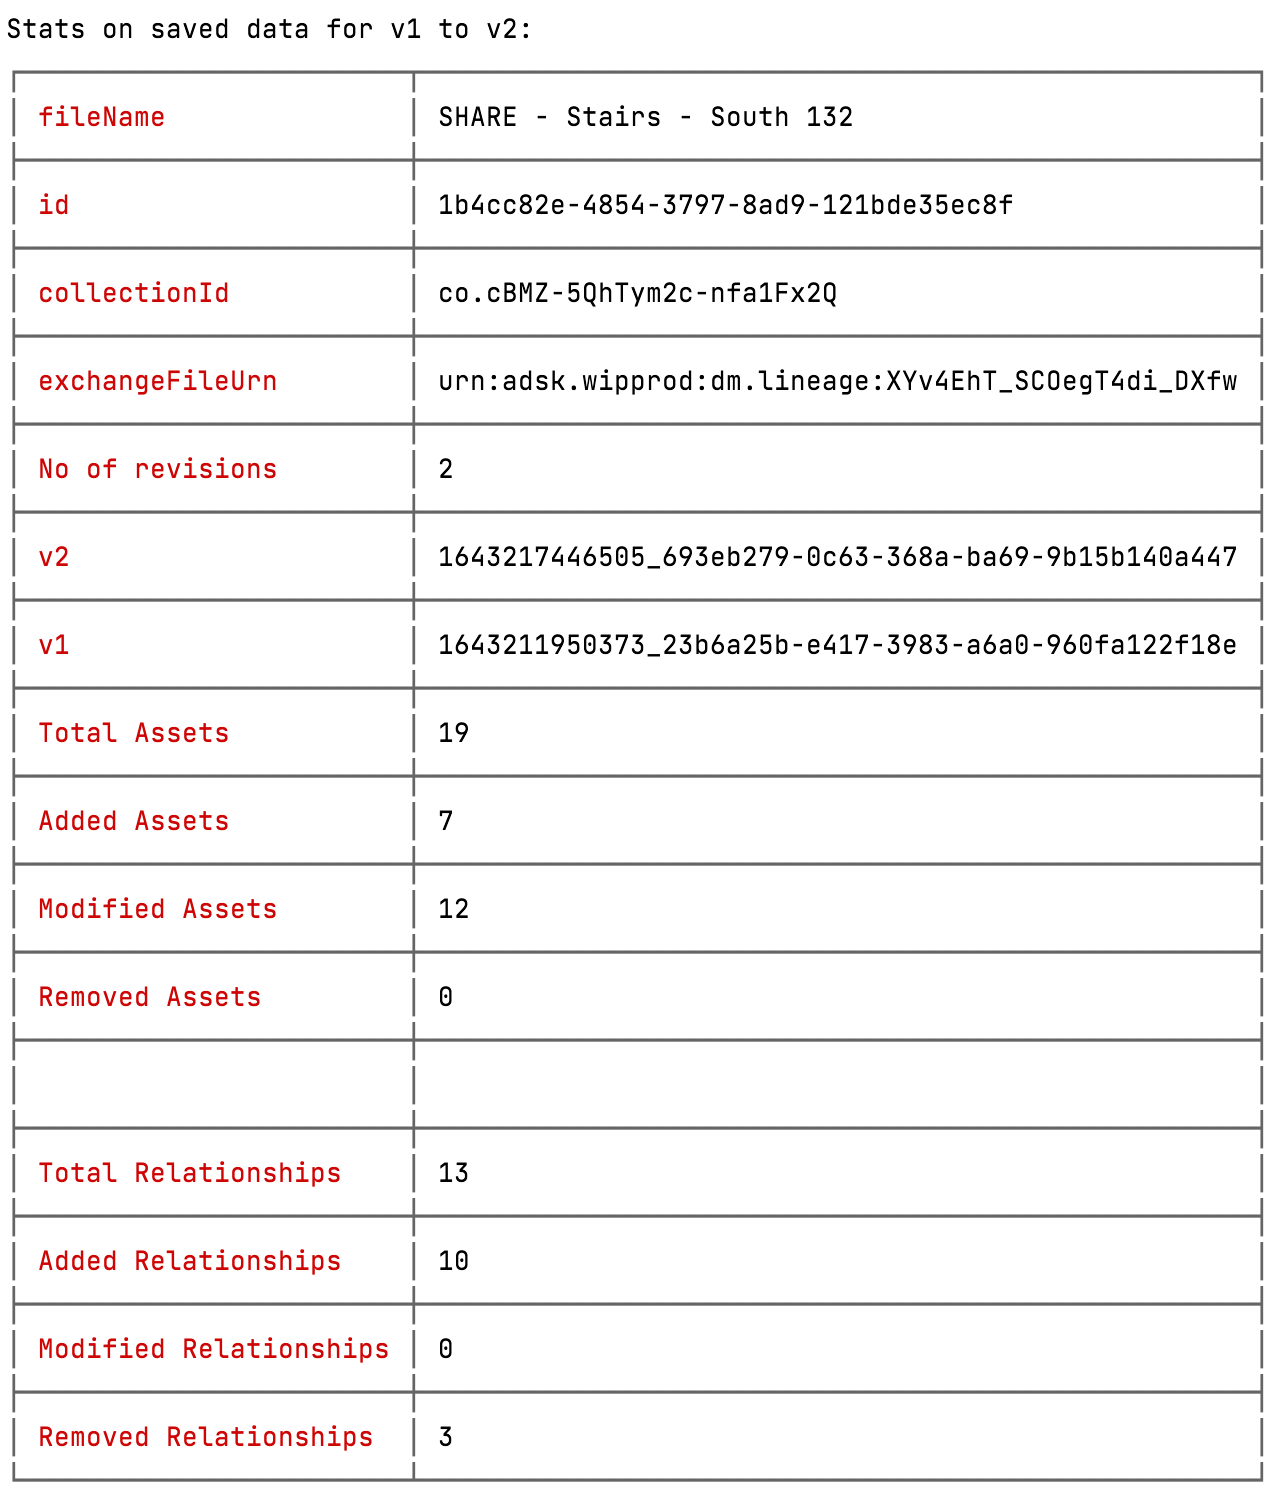 Stats on saved data for v1 to v2:
fileName SHARE - Stairs - South 132
id 1b4cc82e-4854-3797-8ad9-121bde35ec8f
collectionId co.cBMZ-5QhTym2c-nfa1Fx2Q
exchangeFileUrn urn:adsk.wipprod:dm.lineage:XYv4EhT_SCOegT4di_DXfw
No of revisions 2
v2 1643217446505_693eb279-0c63-368a-ba69-9b15b140a447
v1 1643211950373_23b6a25b-e417-3983-a6a0-960fa122f18e
Total Assets 19
Added Assets 7
Modified Assets 12
Removed Assets 0
Total Relationships 13
Added Relationships 10
Modified Relationships 0
Removed Relationships 3